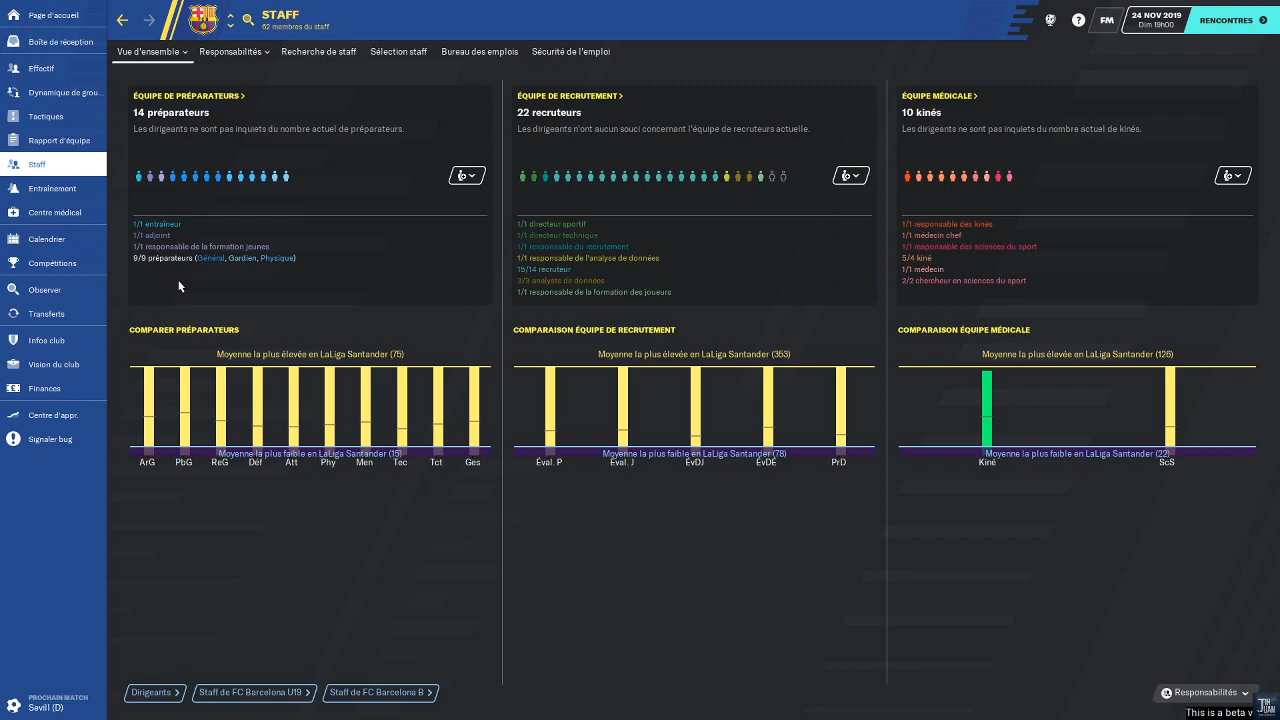 Page d'accueil
Boîte de réception
Effectif
Dynamique de grou...
Tactiques
Rapport d'équipe
Staff
Entraînement
Centre médical
Calendrier
Compétitions
Observer
Transferts
Infos club
Vision du club
Finances
Centre d'appr.
Signaler bug
PROCHAIN MATCH
Sevill (D)
STAFF
62 membres du staff
FM
24 NOV 2019
Dim 19h00
RENCONTRES
Vue d'ensemble
Responsabilités
Recherche de staff
Sélection staff
Bureau des emplois
Sécurité de l'emploi
ÉQUIPE DE PRÉPARATEURS
14 préparateurs
Les dirigeants ne sont pas inquiets du nombre actuel de préparateurs.
1/1 entraîneur
1/1 adjoint
1/1 responsable de la formation jeunes
9/9 préparateurs (Général, Gardien, Physique)
COMPARER PRÉPARATEURS
Moyenne la plus élevée en LaLiga Santander (75)
Moyenne la plus faible en LaLiga Santander (15)
ArG PbG ReG Déf Att Phy Men Tec Tct Ges
ÉQUIPE DE RECRUTEMENT
22 recruteurs
Les dirigeants n'ont aucun souci concernant l'équipe de recruteurs actuelle.
1/1 directeur sportif
1/1 directeur technique
1/1 responsable du recrutement
1/1 responsable de l'analyse de données
15/14 recruteur
3/3 analyste de données
1/1 responsable de la formation des joueurs
COMPARAISON ÉQUIPE DE RECRUTEMENT
Moyenne la plus élevée en LaLiga Santander (353)
Moyenne la plus faible en LaLiga Santander (78)
Éval. P Éval. J ÉvDJ ÉvDÉ PrD
ÉQUIPE MÉDICALE
10 kinés
Les dirigeants ne sont pas inquiets du nombre actuel de kinés.
1/1 responsable des kinés
1/1 médecin chef
1/1 responsable des sciences du sport
5/4 kiné
1/1 médecin
2/2 chercheur en sciences du sport
COMPARAISON ÉQUIPE MÉDICALE
Moyenne la plus élevée en LaLiga Santander (126)
Moyenne la plus faible en LaLiga Santander (22)
Kiné ScS
Dirigeants
Staff de FC Barcelona U19
Staff de FC Barcelona B
Responsabilités
This is a beta v